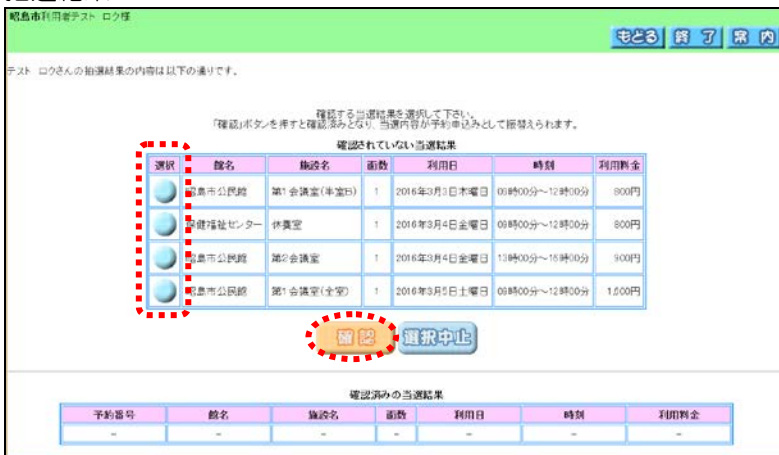 昭島市利用者テスト ロク様
もどる 終了 案内
テスト ロクさんの抽選結果の内容は以下の通りです。
確認する当選結果を選択して下さい。
「確認」ボタンを押すと確認済みとなり、当選内容が予約申込みとして振替えられます。
確認されていない当選結果
選択 館名 施設名 面数 利用日 時刻 利用料金
昭島市公民館 第1会議室(半室B) 1 2016年3月3日木曜日 09時00分～12時00分 800円
保健福祉センター 休養室 1 2016年3月4日金曜日 09時00分～12時00分 800円
昭島市公民館 第2会議室 1 2016年3月4日金曜日 13時00分～16時00分 900円
昭島市公民館 第1会議室(全室) 1 2016年3月5日土曜日 09時00分～12時00分 1,600円
確認 選択中止
確認済みの当選結果
予約番号 館名 施設名 面数 利用日 時刻 利用料金
- - - - - - -